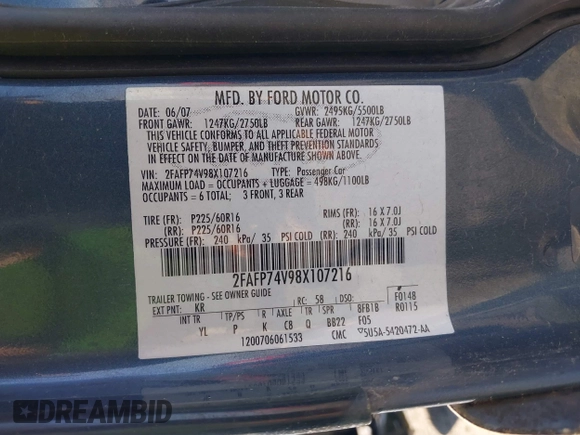 MFD. BY FORD MOTOR CO.
DATE: 06/07 GVWR: 2495KG/5500LB
FRONT GAWR: 1247KG/2750LB REAR GAWR: 1247KG/2750LB
THIS VEHICLE CONFORMS TO ALL APPLICABLE FEDERAL MOTOR
VEHICLE SAFETY, BUMPER, AND THEFT PREVENTION STANDARDS
IN EFFECT ON THE DATE OF MANUFACTURE SHOWN ABOVE.
VIN: 2FAFP74V98X107216 TYPE: Passenger Car
MAXIMUM LOAD = OCCUPANTS + LUGGAGE = 498KG/1100LB
OCCUPANTS = 6 TOTAL; 3 FRONT, 3 REAR
TIRE (FR): P225/60R16 RIMS (FR): 16 X 7.0J
(RR): P225/60R16 (RR): 16 X 7.0J
PRESSURE (FR): 240 kPa/ 35 PSI COLD (RR): 240 kPa/ 35 PSI COLD
2FAFP74V98X107216
TRAILER TOWING - SEE OWNER GUIDE
EXT PNT: KR RC: 58 DSO: F0148
INT TR TP/PS R AXLE TR SPR 8FB1B R0115
YL P K C8 Q BB22 F05
1200706061533 CMC 5U5A-5420472-AA
DREAMBID